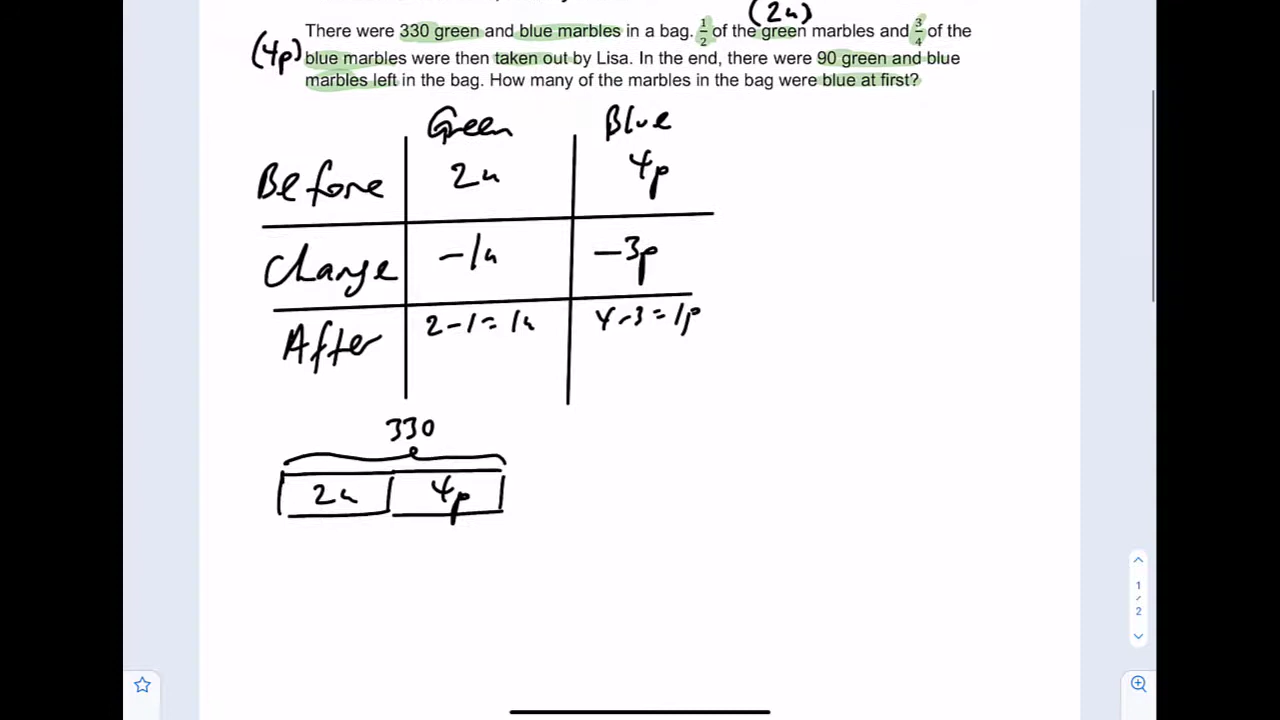 (2u)
There were 330 green and blue marbles in a bag. 1/2 of the green marbles and 3/4 of the
(4p) blue marbles were then taken out by Lisa. In the end, there were 90 green and blue
marbles left in the bag. How many of the marbles in the bag were blue at first?
Green Blue
Before 2u 4p
Change -1u -3p
After 2-1=1u 4-3=1p
330
2u 4p
1
/
2